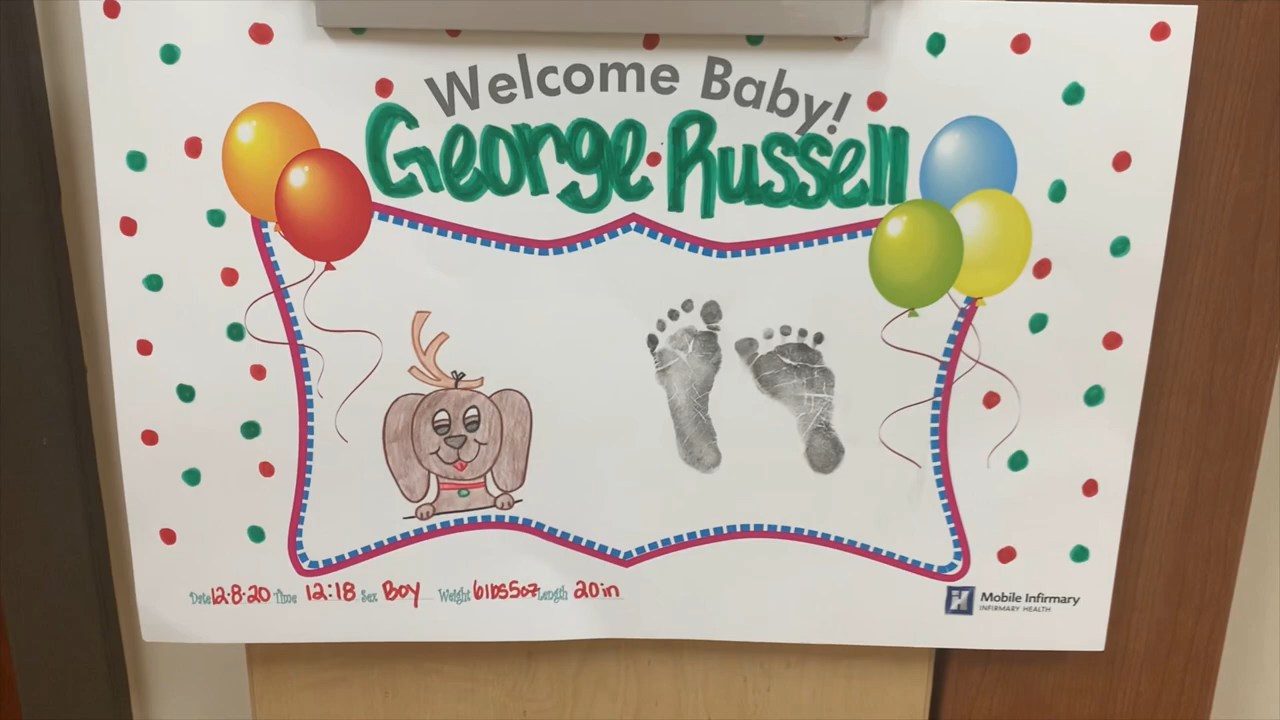 Welcome Baby!
George Russell
Date 12·8·20 Time 12:18 Sex Boy Weight 6lbs5oz Length 20in
Mobile Infirmary
INFIRMARY HEALTH